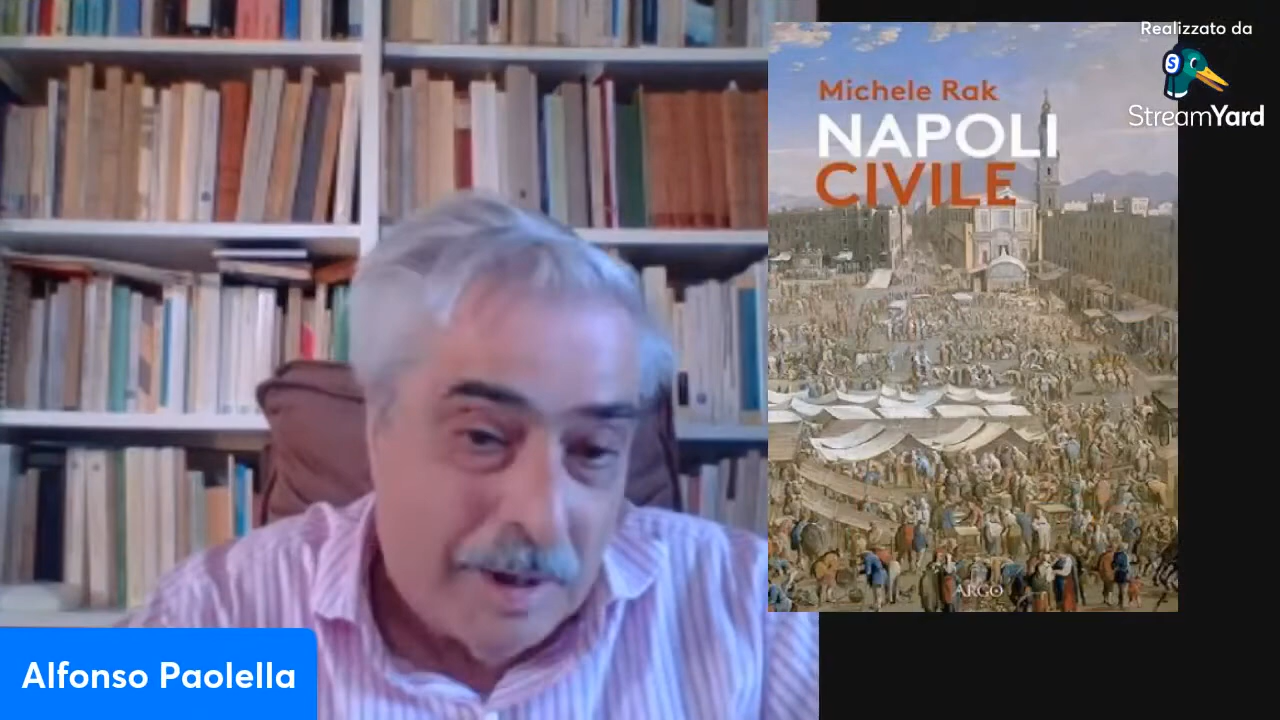 Realizzato da
StreamYard
Michele Rak
NAPOLI
CIVILE
ARGO
Alfonso Paolella